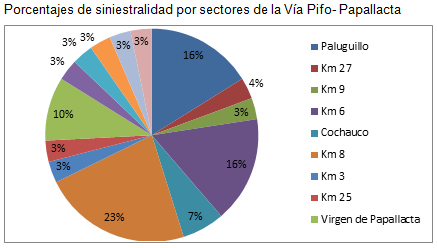 Porcentajes de siniestralidad por sectores de la Vía Pifo- Papallacta
3%
3%
3%
3%
3%
16%
4%
3%
16%
7%
23%
3%
3%
10%
Paluguillo
Km 27
Km 9
Km 6
Cochauco
Km 8
Km 3
Km 25
Virgen de Papallacta